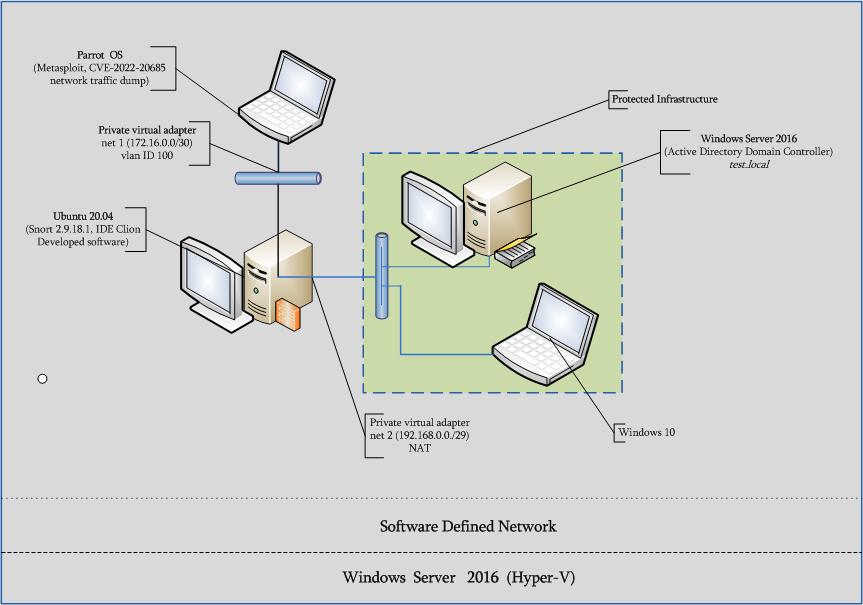 Parrot OS
(Metasploit, CVE-2022-20685
network traffic dump)
Private virtual adapter
net 1 (172.16.0.0/30)
vlan ID 100
Ubuntu 20.04
(Snort 2.9.18.1, IDE Clion
Developed software)
Protected Infrastructure
Windows Server 2016
(Active Directory Domain Controller)
test.local
Private virtual adapter
net 2 (192.168.0.0./29)
NAT
Windows 10
Software Defined Network
Windows Server 2016 (Hyper-V)